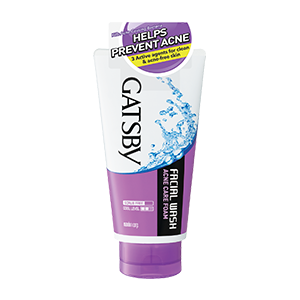 HELPS
PREVENT ACNE
3 Active agents for clean
& acne-free skin
GATSBY
FACIAL WASH
ACNE CARE FOAM